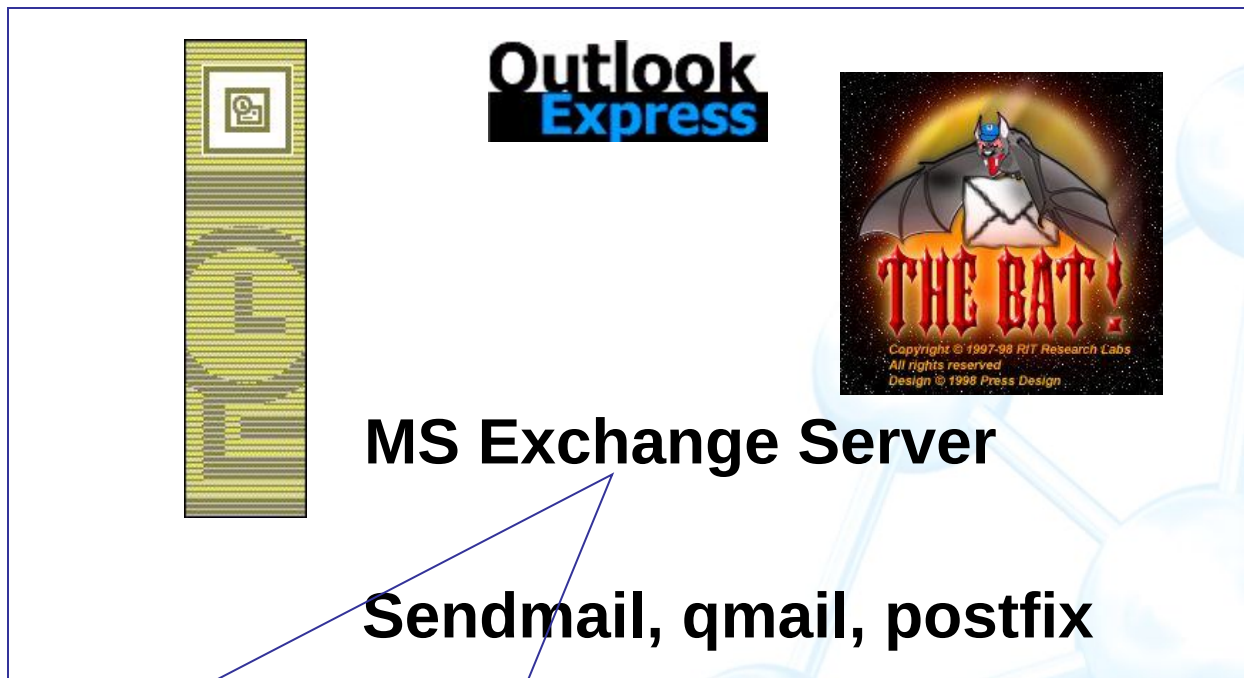 Outlook
Express
THE BAT!
Copyright © 1997-98 RIT Research Labs
All rights reserved
Design © 1998 Press Design
MS Exchange Server
Sendmail, qmail, postfix